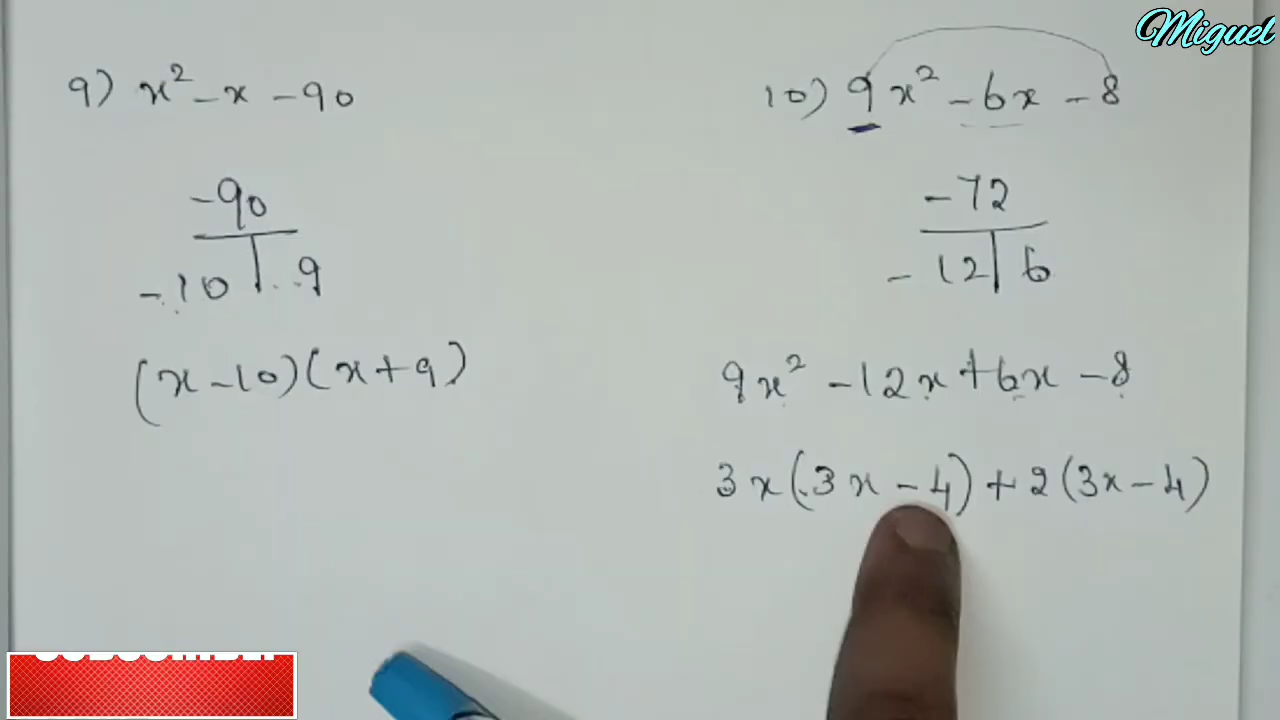 Miguel
9) x² - x - 90
-90
-10 | 9
(x - 10)(x + 9)
10) 9x² - 6x - 8
-72
-12 | 6
9x² - 12x + 6x - 8
3x(3x - 4) + 2(3x - 4)